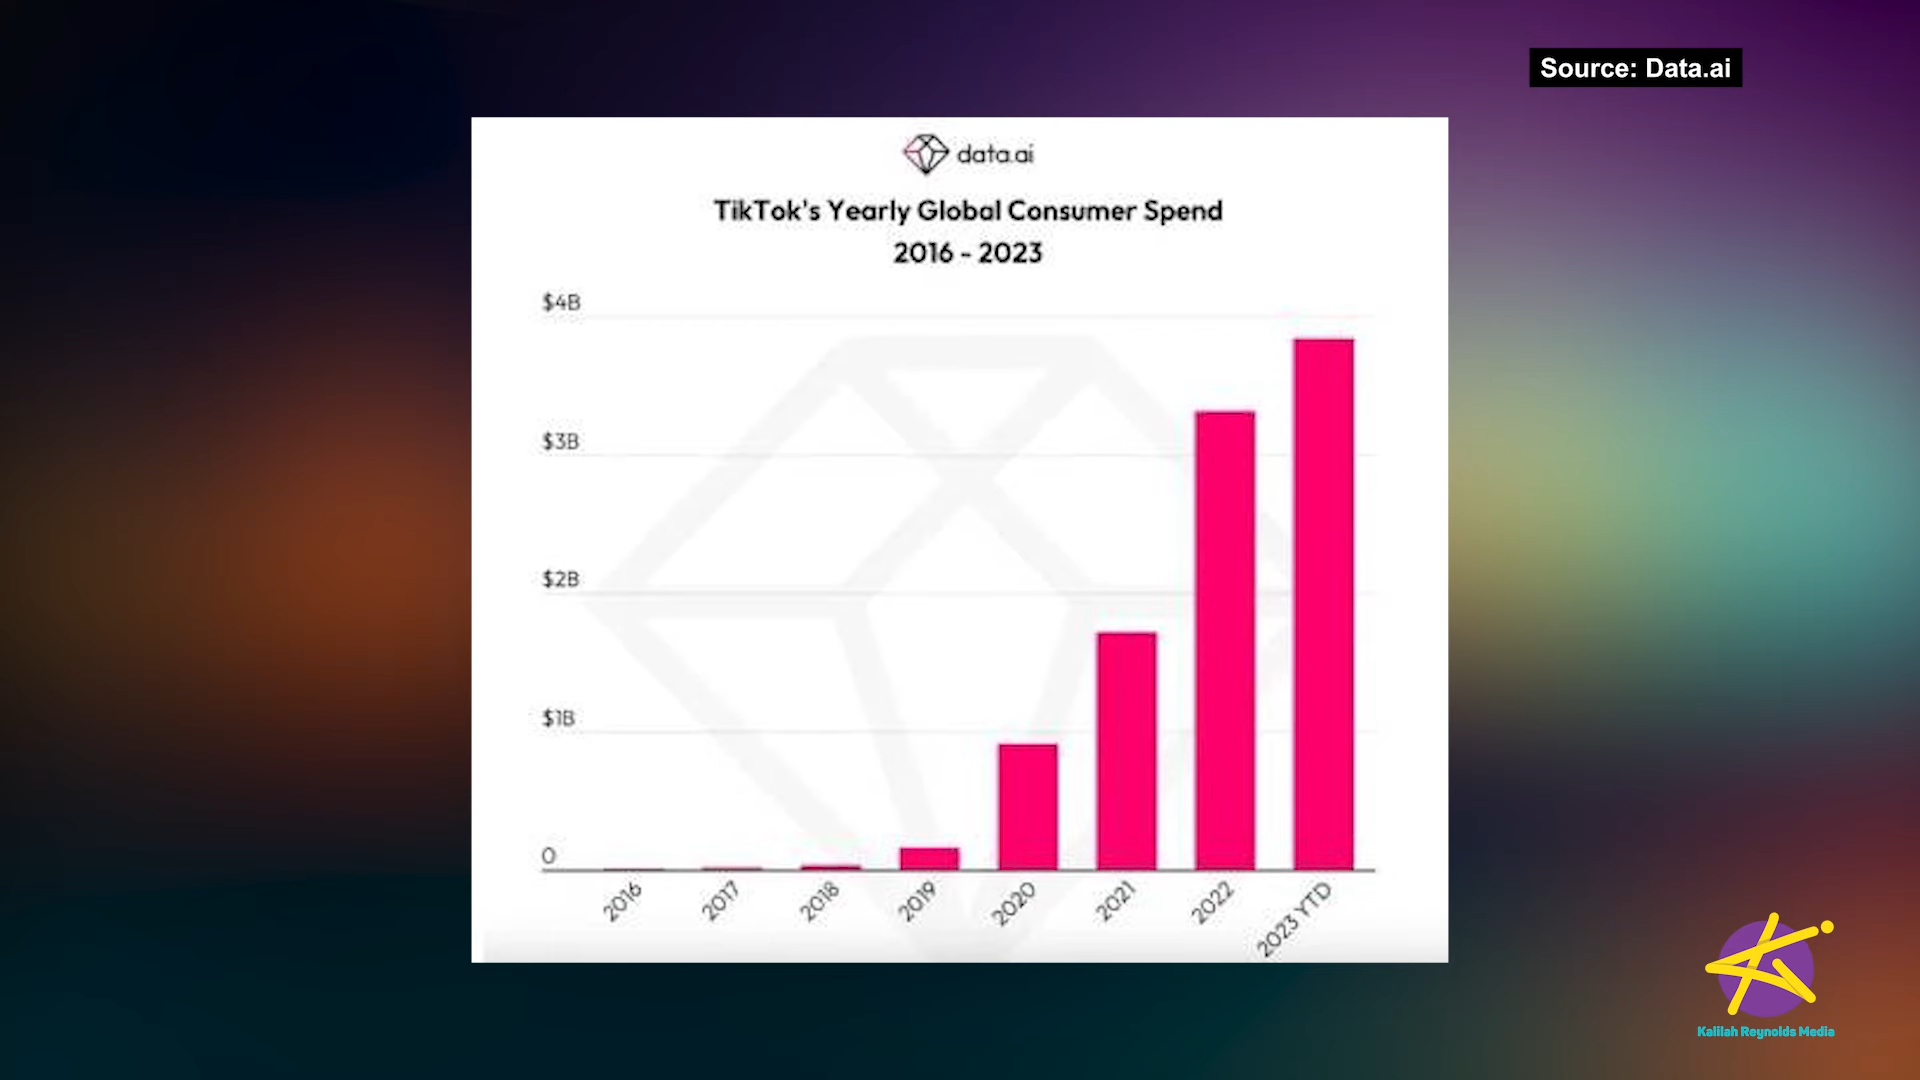 Source: Data.ai
data.ai
TikTok's Yearly Global Consumer Spend
2016 - 2023
$4B
$3B
$2B
$1B
0
2016
2017
2018
2019
2020
2021
2022
2023 YTD
Kalilah Reynolds Media